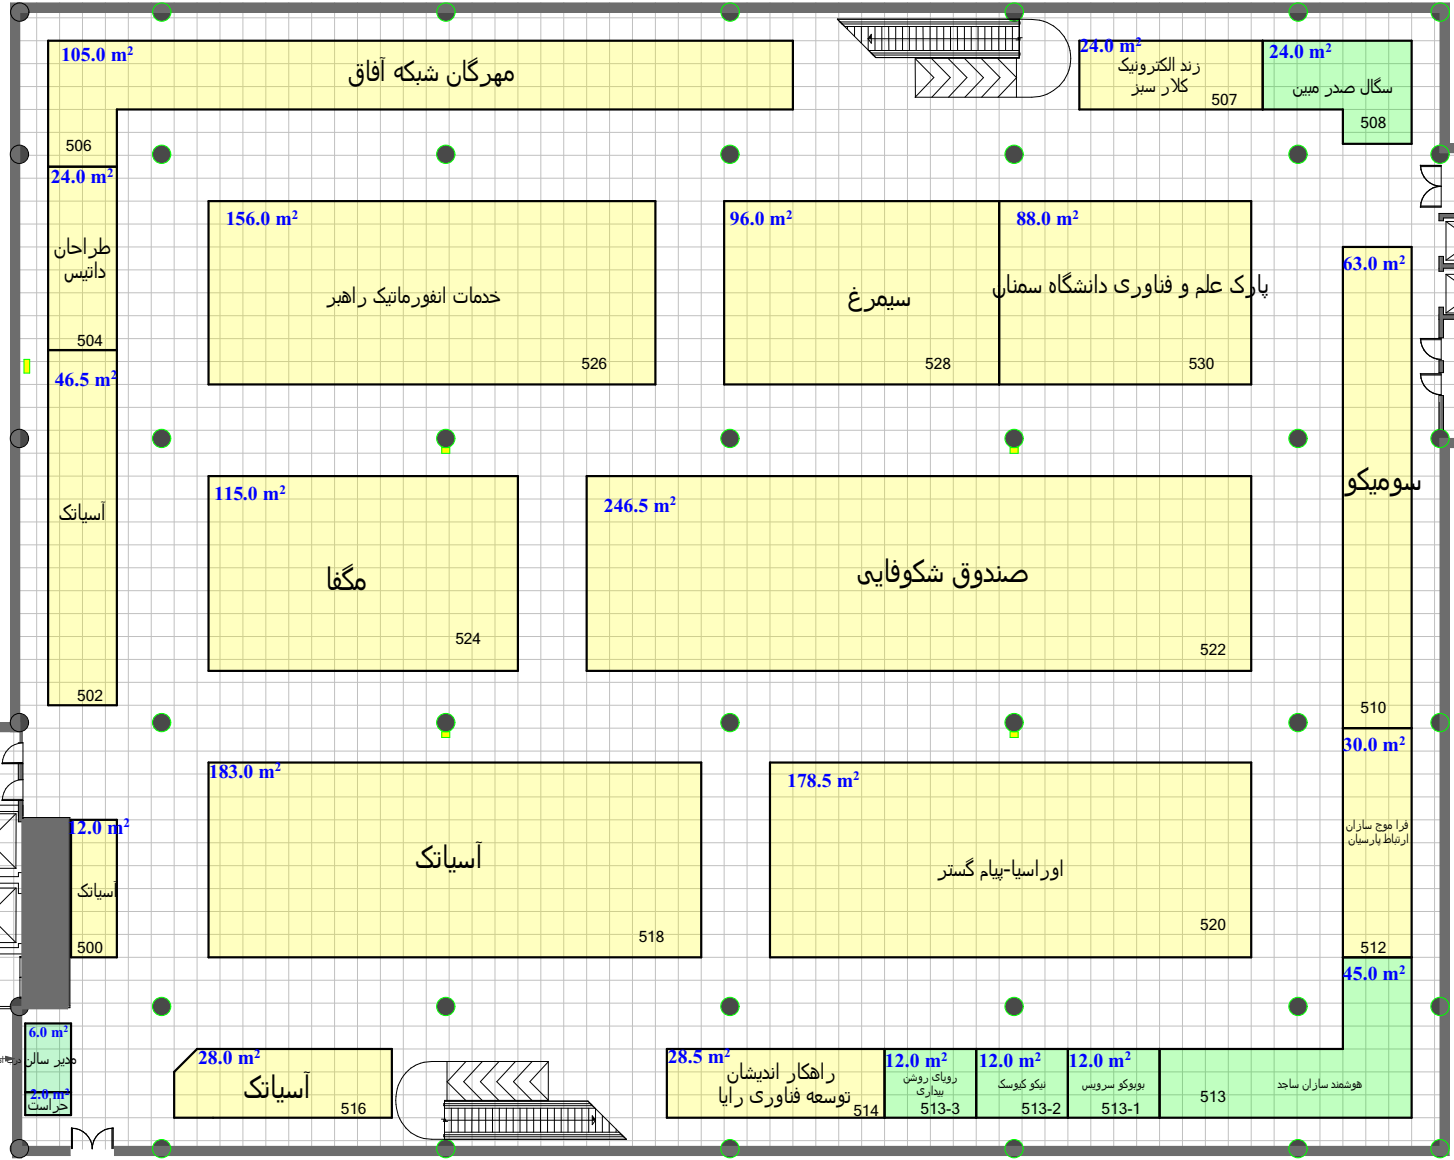 105.0 m²
مهرگان شبکه آفاق
506
24.0 m²
زند الکترونیک
کلار سبز
507
24.0 m²
سگال صدر مبین
508
24.0 m²
طراحان
داتیس
504
156.0 m²
خدمات انفورماتیک راهبر
526
96.0 m²
سیمرغ
528
88.0 m²
پارک علم و فناوری دانشگاه سمنان
530
63.0 m²
سومیکو
510
46.5 m²
آسیاتک
502
115.0 m²
مگفا
524
246.5 m²
صندوق شکوفایی
522
30.0 m²
فرا موج سازان
ارتباط پارسیان
512
183.0 m²
آسیاتک
518
178.5 m²
اوراسیا-پیام گستر
520
12.0 m²
آسیاتک
500
45.0 m²
هوشمند سازان ساجد
513
6.0 m²
مدیر سالن
2.0 m²
حراست
28.0 m²
آسیاتک
516
28.5 m²
راهکار اندیشان
توسعه فناوری رایا
514
12.0 m²
رویای روشن
بیداری
513-3
12.0 m²
نیکو کیوسک
513-2
12.0 m²
یوبوکو سرویس
513-1